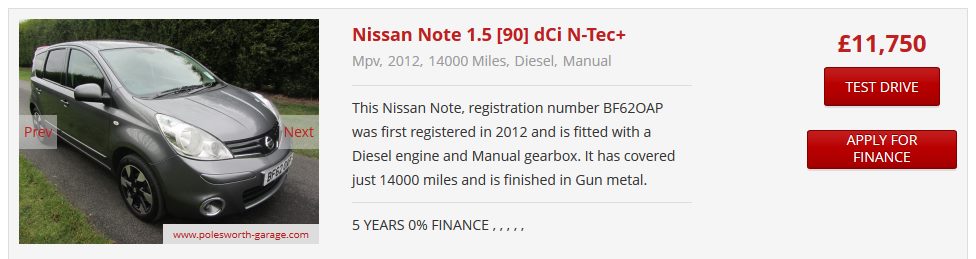 Nissan Note 1.5 [90] dCi N-Tec+
Mpv, 2012, 14000 Miles, Diesel, Manual
This Nissan Note, registration number BF62OAP
was first registered in 2012 and is fitted with a
Diesel engine and Manual gearbox. It has covered
just 14000 miles and is finished in Gun metal.
5 YEARS 0% FINANCE , , , , ,
£11,750
TEST DRIVE
APPLY FOR
FINANCE
Prev
Next
www.polesworth-garage.com